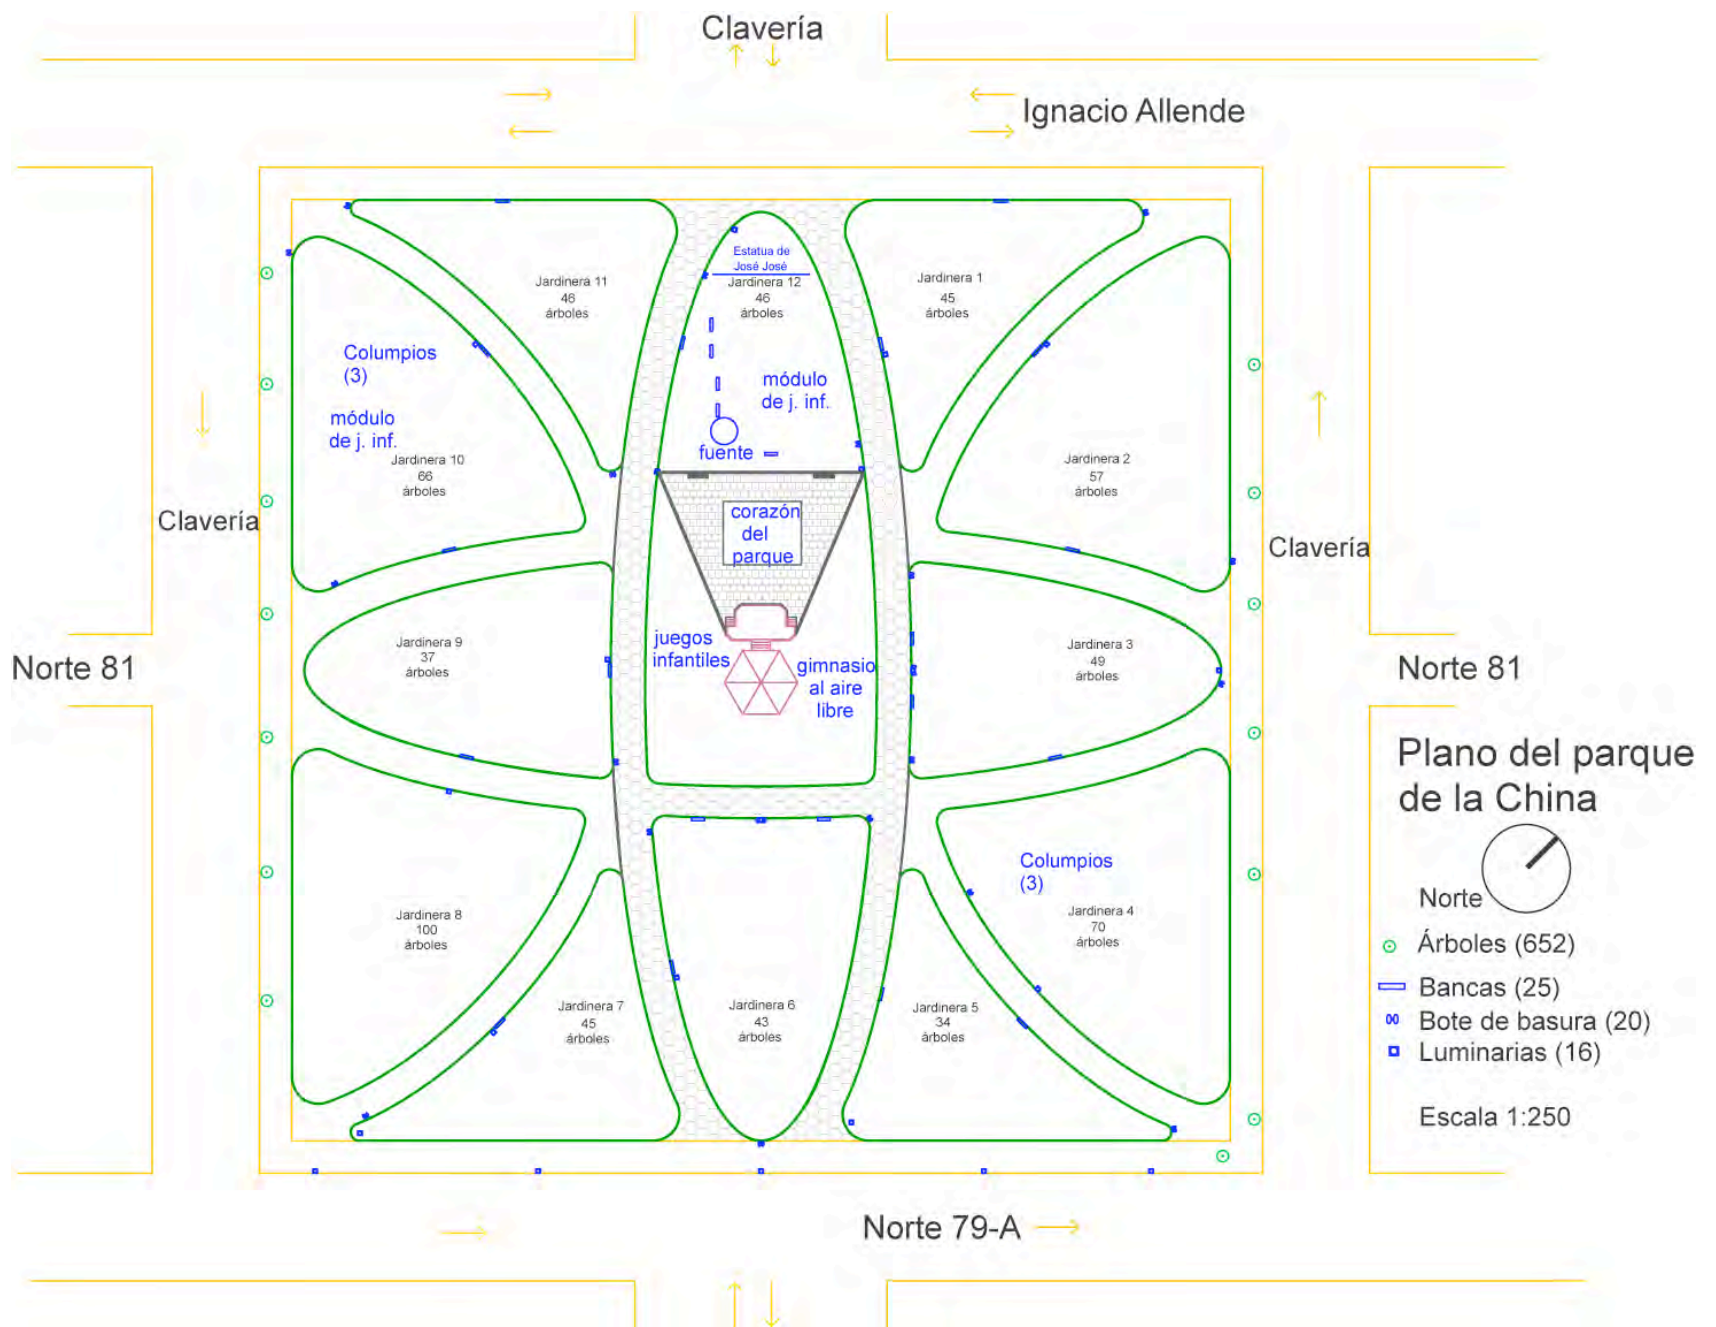 Clavería
Ignacio Allende
Estatua de
José José
Jardinera 11
46
árboles
Jardinera 12
46
árboles
Jardinera 1
45
árboles
Columpios
(3)
módulo
de j. inf.
módulo
de j. inf.
fuente
Jardinera 10
66
árboles
Jardinera 2
57
árboles
Clavería
corazón
del
parque
Clavería
Norte 81
Jardinera 9
37
árboles
juegos
infantiles
gimnasio
al aire
libre
Jardinera 3
49
árboles
Norte 81
Plano del parque
de la China
Norte
Árboles (652)
Bancas (25)
Bote de basura (20)
Luminarias (16)
Escala 1:250
Columpios
(3)
Jardinera 8
100
árboles
Jardinera 4
70
árboles
Jardinera 7
45
árboles
Jardinera 6
43
árboles
Jardinera 5
34
árboles
Norte 79-A